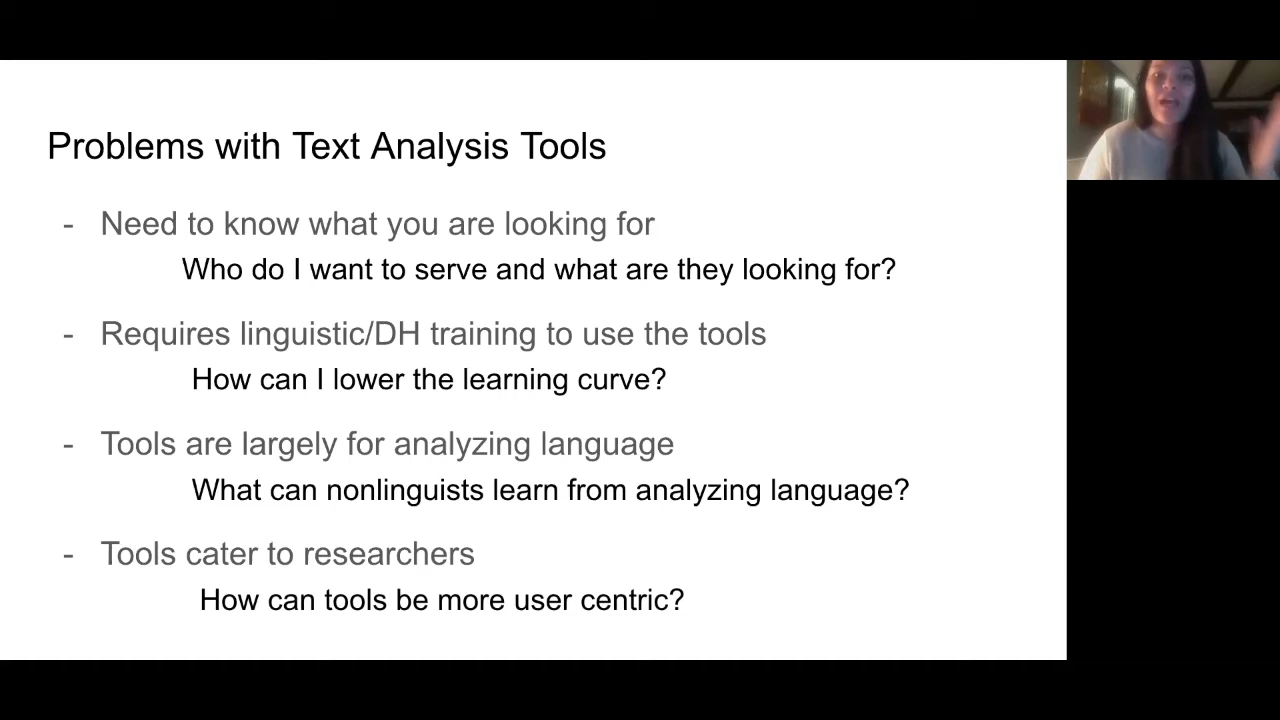 Problems with Text Analysis Tools
- Need to know what you are looking for
Who do I want to serve and what are they looking for?
- Requires linguistic/DH training to use the tools
How can I lower the learning curve?
- Tools are largely for analyzing language
What can nonlinguists learn from analyzing language?
- Tools cater to researchers
How can tools be more user centric?